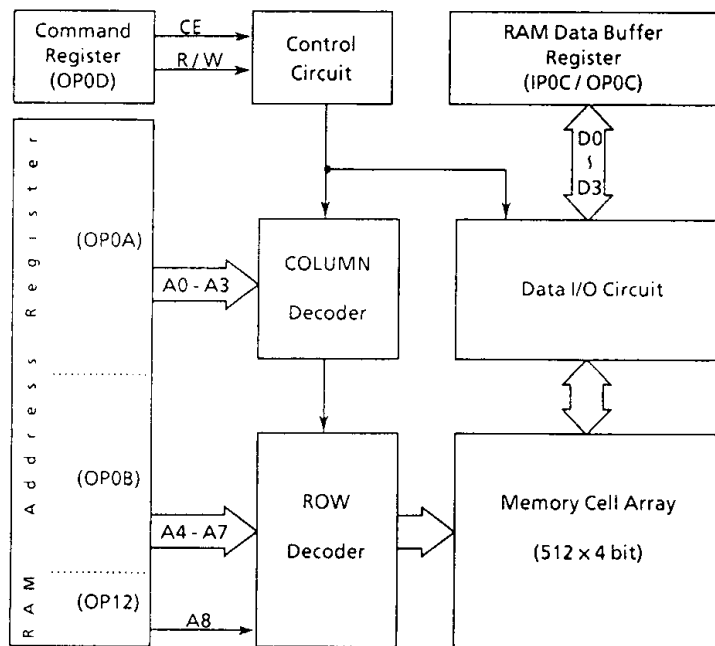 Command
Register
(OP0D)
CE
R/W
Control
Circuit
RAM Data Buffer
Register
(IP0C / OP0C)
D0
~
D3
RAM Address Register
(OP0A)
A0 - A3
COLUMN
Decoder
Data I/O Circuit
(OP0B)
A4 - A7
ROW
Decoder
Memory Cell Array
(512 x 4 bit)
(OP12)
A8